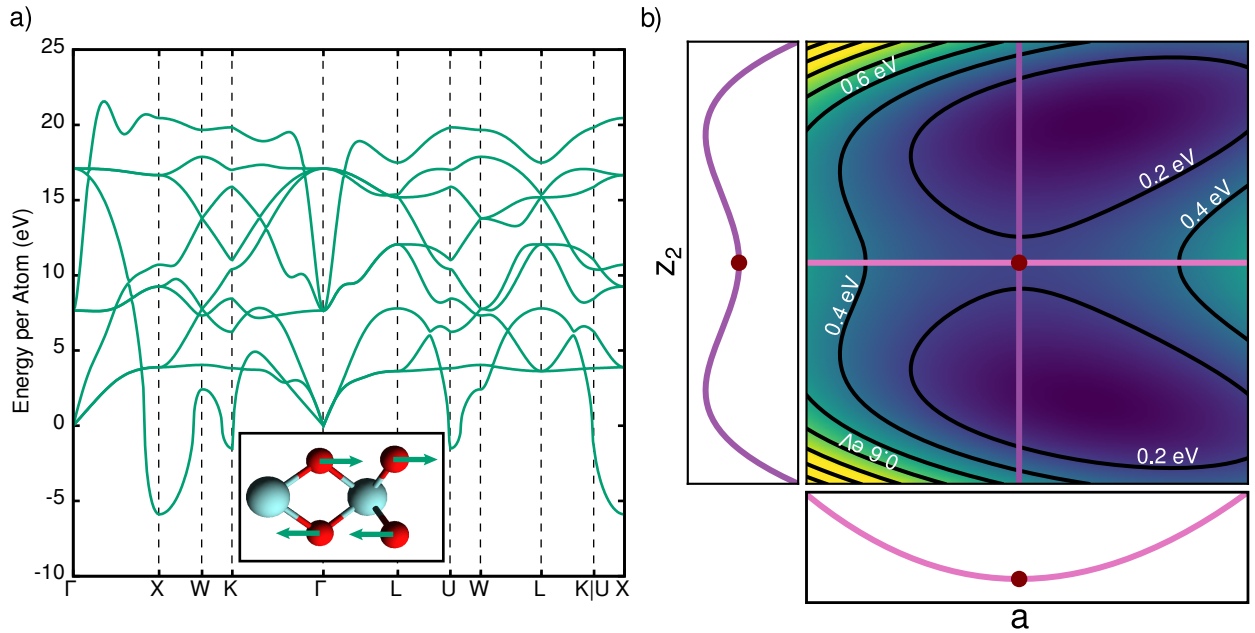 a)
25
20
15
10
5
0
-5
-10
Energy per Atom (eV)
Γ X W K Γ L U W L K|U X
b)
z2
0.6 eV
0.2 eV
0.4 eV
0.4 eV
0.6 eV
0.2 eV
a